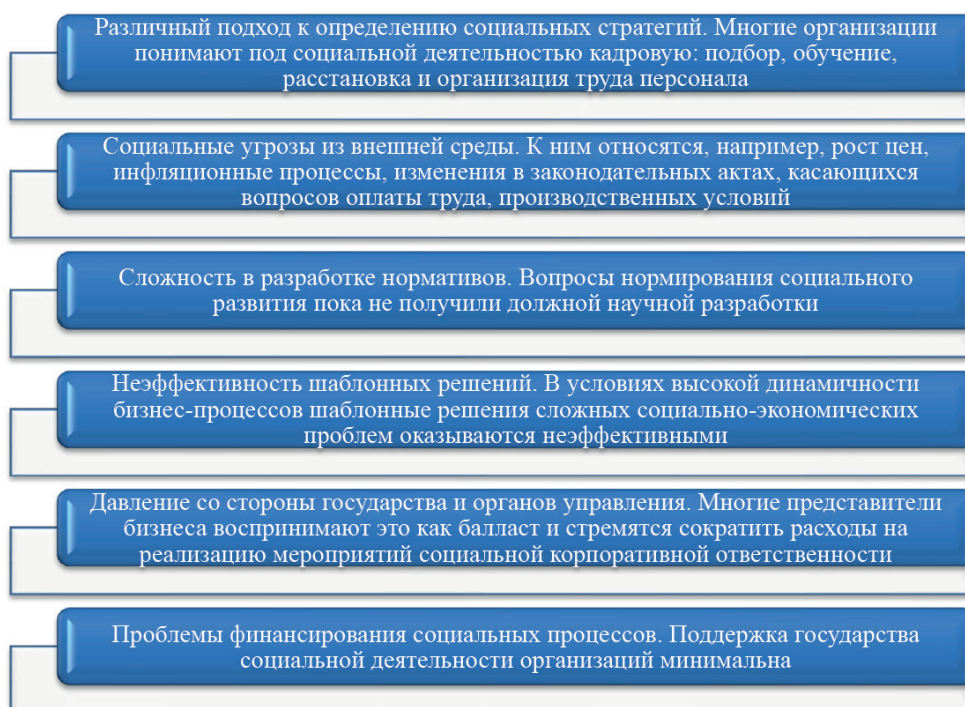 Различный подход к определению социальных стратегий. Многие организации
понимают под социальной деятельностью кадровую: подбор, обучение,
расстановка и организация труда персонала
Социальные угрозы из внешней среды. К ним относятся, например, рост цен,
инфляционные процессы, изменения в законодательных актах, касающихся
вопросов оплаты труда, производственных условий
Сложность в разработке нормативов. Вопросы нормирования социального
развития пока не получили должной научной разработки
Неэффективность шаблонных решений. В условиях высокой динамичности
бизнес-процессов шаблонные решения сложных социально-экономических
проблем оказываются неэффективными
Давление со стороны государства и органов управления. Многие представители
бизнеса воспринимают это как балласт и стремятся сократить расходы на
реализацию мероприятий социальной корпоративной ответственности
Проблемы финансирования социальных процессов. Поддержка государства
социальной деятельности организаций минимальна